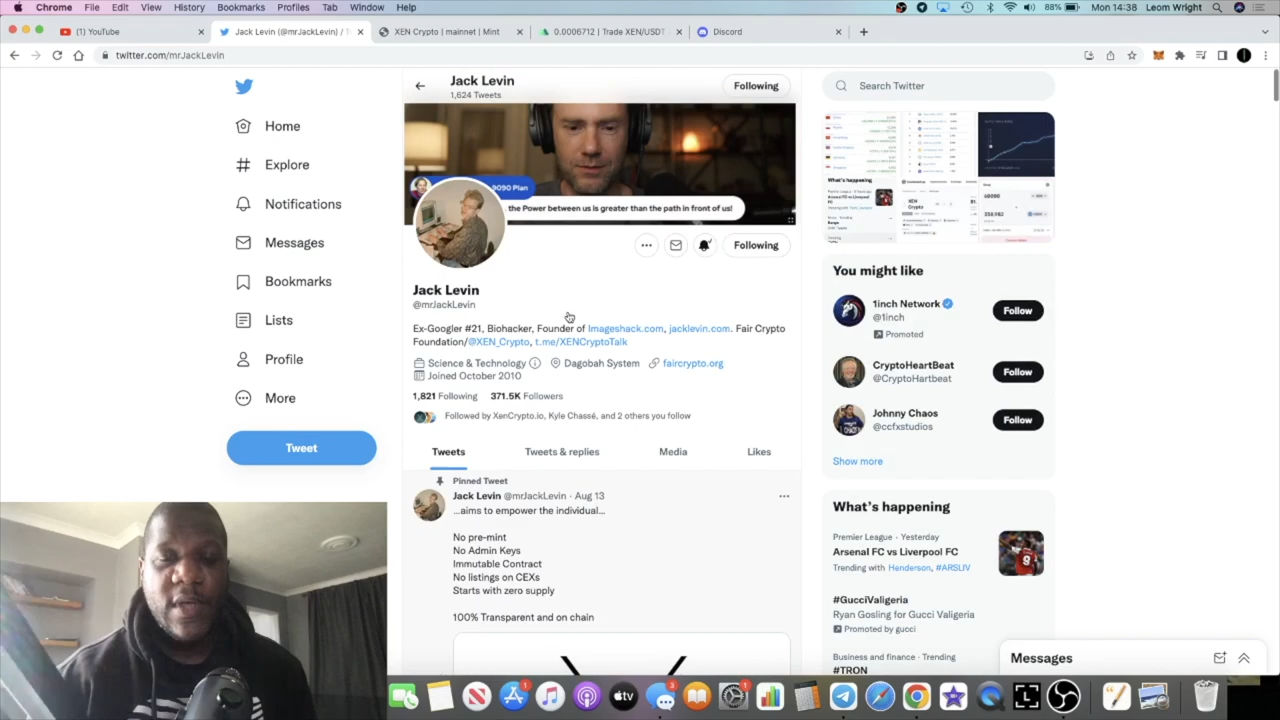 Chrome File Edit View History Bookmarks Profiles Tab Window Help
88% Mon 14:38 Leom Wright
(1) YouTube
Jack Levin (@mrJackLevin) / T
XEN Crypto | mainnet | Mint
0.0006712 | Trade XEN/USDT
Discord
twitter.com/mrJackLevin
Home
Explore
Notifications
Messages
Bookmarks
Lists
Profile
More
Tweet
Jack Levin
1,624 Tweets
Following
9090 Plan
the Power between us is greater than the path in front of us!
Following
Jack Levin
@mrJackLevin
Ex-Googler #21, Biohacker, Founder of Imageshack.com, jacklevin.com. Fair Crypto
Foundation/@XEN_Crypto, t.me/XENCryptoTalk
Science & Technology Dagobah System faircrypto.org
Joined October 2010
1,821 Following 371.5K Followers
Followed by XenCrypto.io, Kyle Chassé, and 2 others you follow
Tweets Tweets & replies Media Likes
Pinned Tweet
Jack Levin @mrJackLevin · Aug 13
...aims to empower the individual...
No pre-mint
No Admin Keys
Immutable Contract
No listings on CEXs
Starts with zero supply
100% Transparent and on chain
Search Twitter
What's happening
XEN
Crypto
You might like
1inch Network
@1inch
Follow
Promoted
CryptoHeartBeat
@CryptoHartbeat
Follow
Johnny Chaos
@ccfxstudios
Follow
Show more
What's happening
Premier League · Yesterday
Arsenal FC vs Liverpool FC
Trending with Henderson, #ARSLIV
#GucciValigeria
Ryan Gosling for Gucci Valigeria
Promoted by gucci
Business and finance · Trending
#TRON
Messages